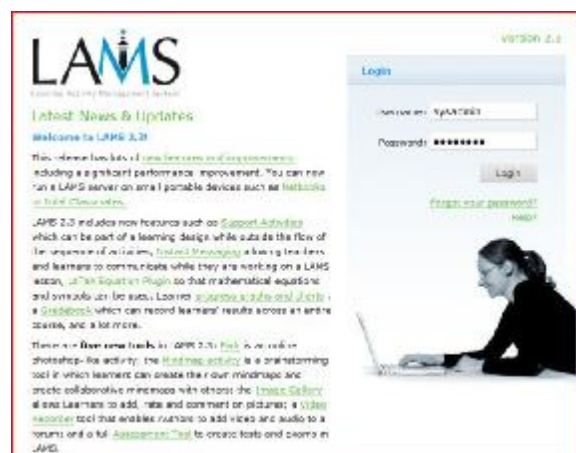 LAMS
Learning Activity Management System
Latest News & Updates
Welcome to LAMS 2.3!
This release has lots of new features and improvements
including a significant performance improvement. You can now
run a LAMS server on small portable devices such as Netbooks
or Intel Classmates.
LAMS 2.3 includes new features such as Support Activities
which can be part of a learning design while outside the flow of
the sequence of activities, Instant Messaging allowing teachers
and learners to communicate while they are working on a LAMS
lesson, LaTex Equation Plugin so that mathematical equations
and symbols can be used, Learner progress graphs and charts,
a Gradebook which can record learners' results across an entire
course, and a lot more.
There are five new tools in LAMS 2.3: is an online
photoshop-like activity; the Mindmap activity is a brainstorming
tool in which learners can create their own mindmaps and
create collaborative mindmaps with others; the Image Gallery
allows Learners to add, rate and comment on pictures; a Video
Recorder tool that enables Authors to add video and audio to a
forums and a full Assessment Tool to create tests and exams in
LAMS.
version 2.3
Login
Username: sysadmin
Password: ●●●●●●●●
Login
Forgot your password?
Help?